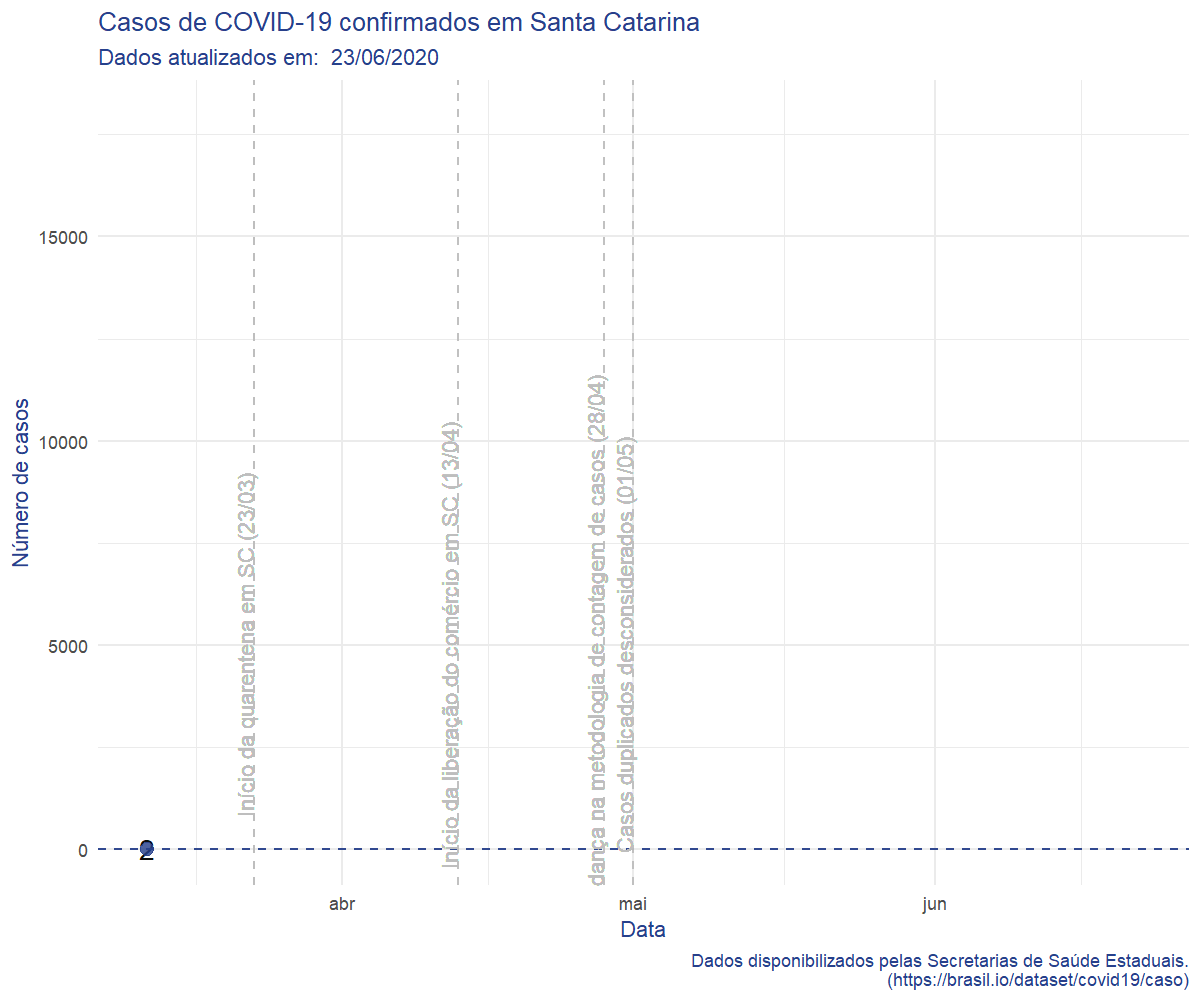 Casos de COVID-19 confirmados em Santa Catarina
Dados atualizados em:  23/06/2020
Número de casos
15000
10000
5000
0
2
Início da quarentena em SC (23/03)
Início da liberação do comércio em SC (13/04)
dança na metodologia de contagem de casos (28/04)
Casos duplicados desconsiderados (01/05)
abr
mai
jun
Data
Dados disponibilizados pelas Secretarias de Saúde Estaduais.
(https://brasil.io/dataset/covid19/caso)